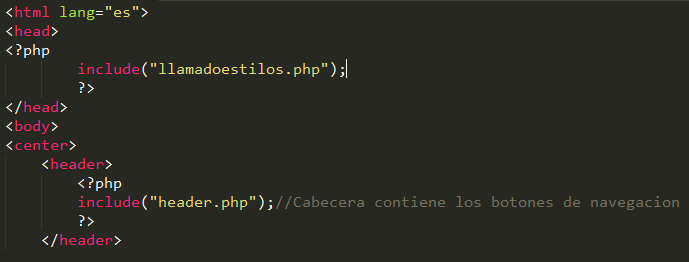 <html lang="es">
<head>
<?php
include("llamadoestilos.php");
?>
</head>
<body>
<center>
<header>
<?php
include("header.php");//Cabecera contiene los botones de navegacion
?>
</header>